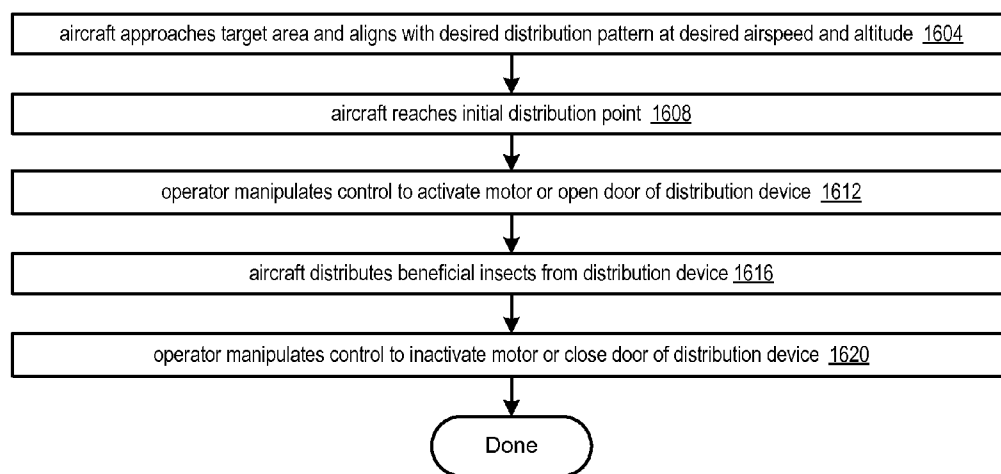 aircraft approaches target area and aligns with desired distribution pattern at desired airspeed and altitude 1604
aircraft reaches initial distribution point 1608
operator manipulates control to activate motor or open door of distribution device 1612
aircraft distributes beneficial insects from distribution device 1616
operator manipulates control to inactivate motor or close door of distribution device 1620
Done